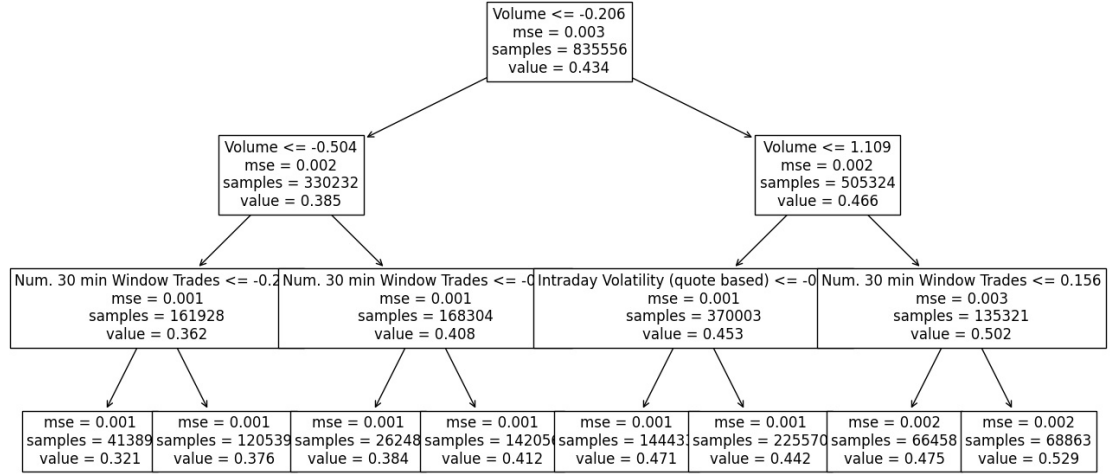 Volume <= -0.206
mse = 0.003
samples = 835556
value = 0.434
Volume <= -0.504
mse = 0.002
samples = 330232
value = 0.385
Volume <= 1.109
mse = 0.002
samples = 505324
value = 0.466
Num. 30 min Window Trades <= -0.2
mse = 0.001
samples = 161928
value = 0.362
Num. 30 min Window Trades <= -0
mse = 0.001
samples = 168304
value = 0.408
Intraday Volatility (quote based) <= -0
mse = 0.001
samples = 370003
value = 0.453
Num. 30 min Window Trades <= 0.156
mse = 0.003
samples = 135321
value = 0.502
mse = 0.001
samples = 41389
value = 0.321
mse = 0.001
samples = 120539
value = 0.376
mse = 0.001
samples = 26248
value = 0.384
mse = 0.001
samples = 142056
value = 0.412
mse = 0.001
samples = 144433
value = 0.471
mse = 0.001
samples = 225570
value = 0.442
mse = 0.002
samples = 66458
value = 0.475
mse = 0.002
samples = 68863
value = 0.529